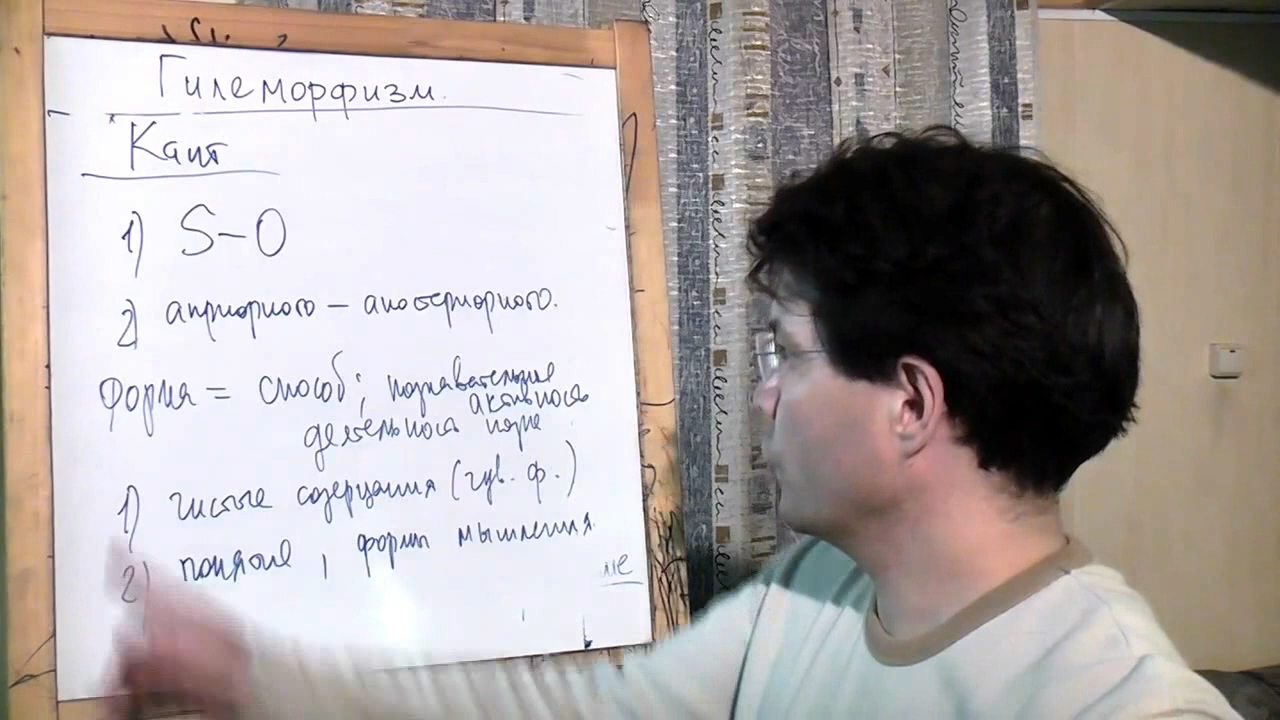 Гилеморфизм.
Кант
1) S – O
2) априорного – апостериорного.
Форма = способ; познавательная
активность
деятельность
1) чистые созерцания (чув. ф.)
2) понятие, формы мышления.
не